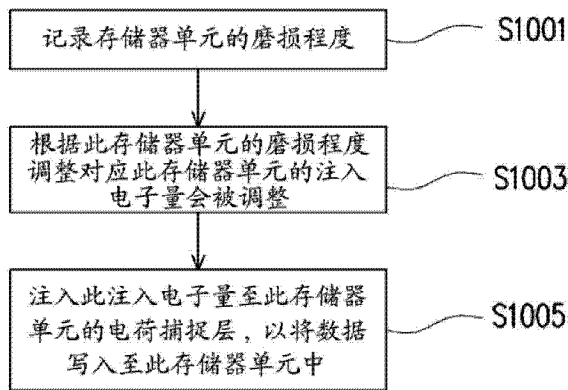 记录存储器单元的磨损程度
S1001
根据此存储器单元的磨损程度
调整对应此存储器单元的注入
电子量会被调整
S1003
注入此注入电子量至此存储器
单元的电荷捕捉层，以将数据
写入至此存储器单元中
S1005